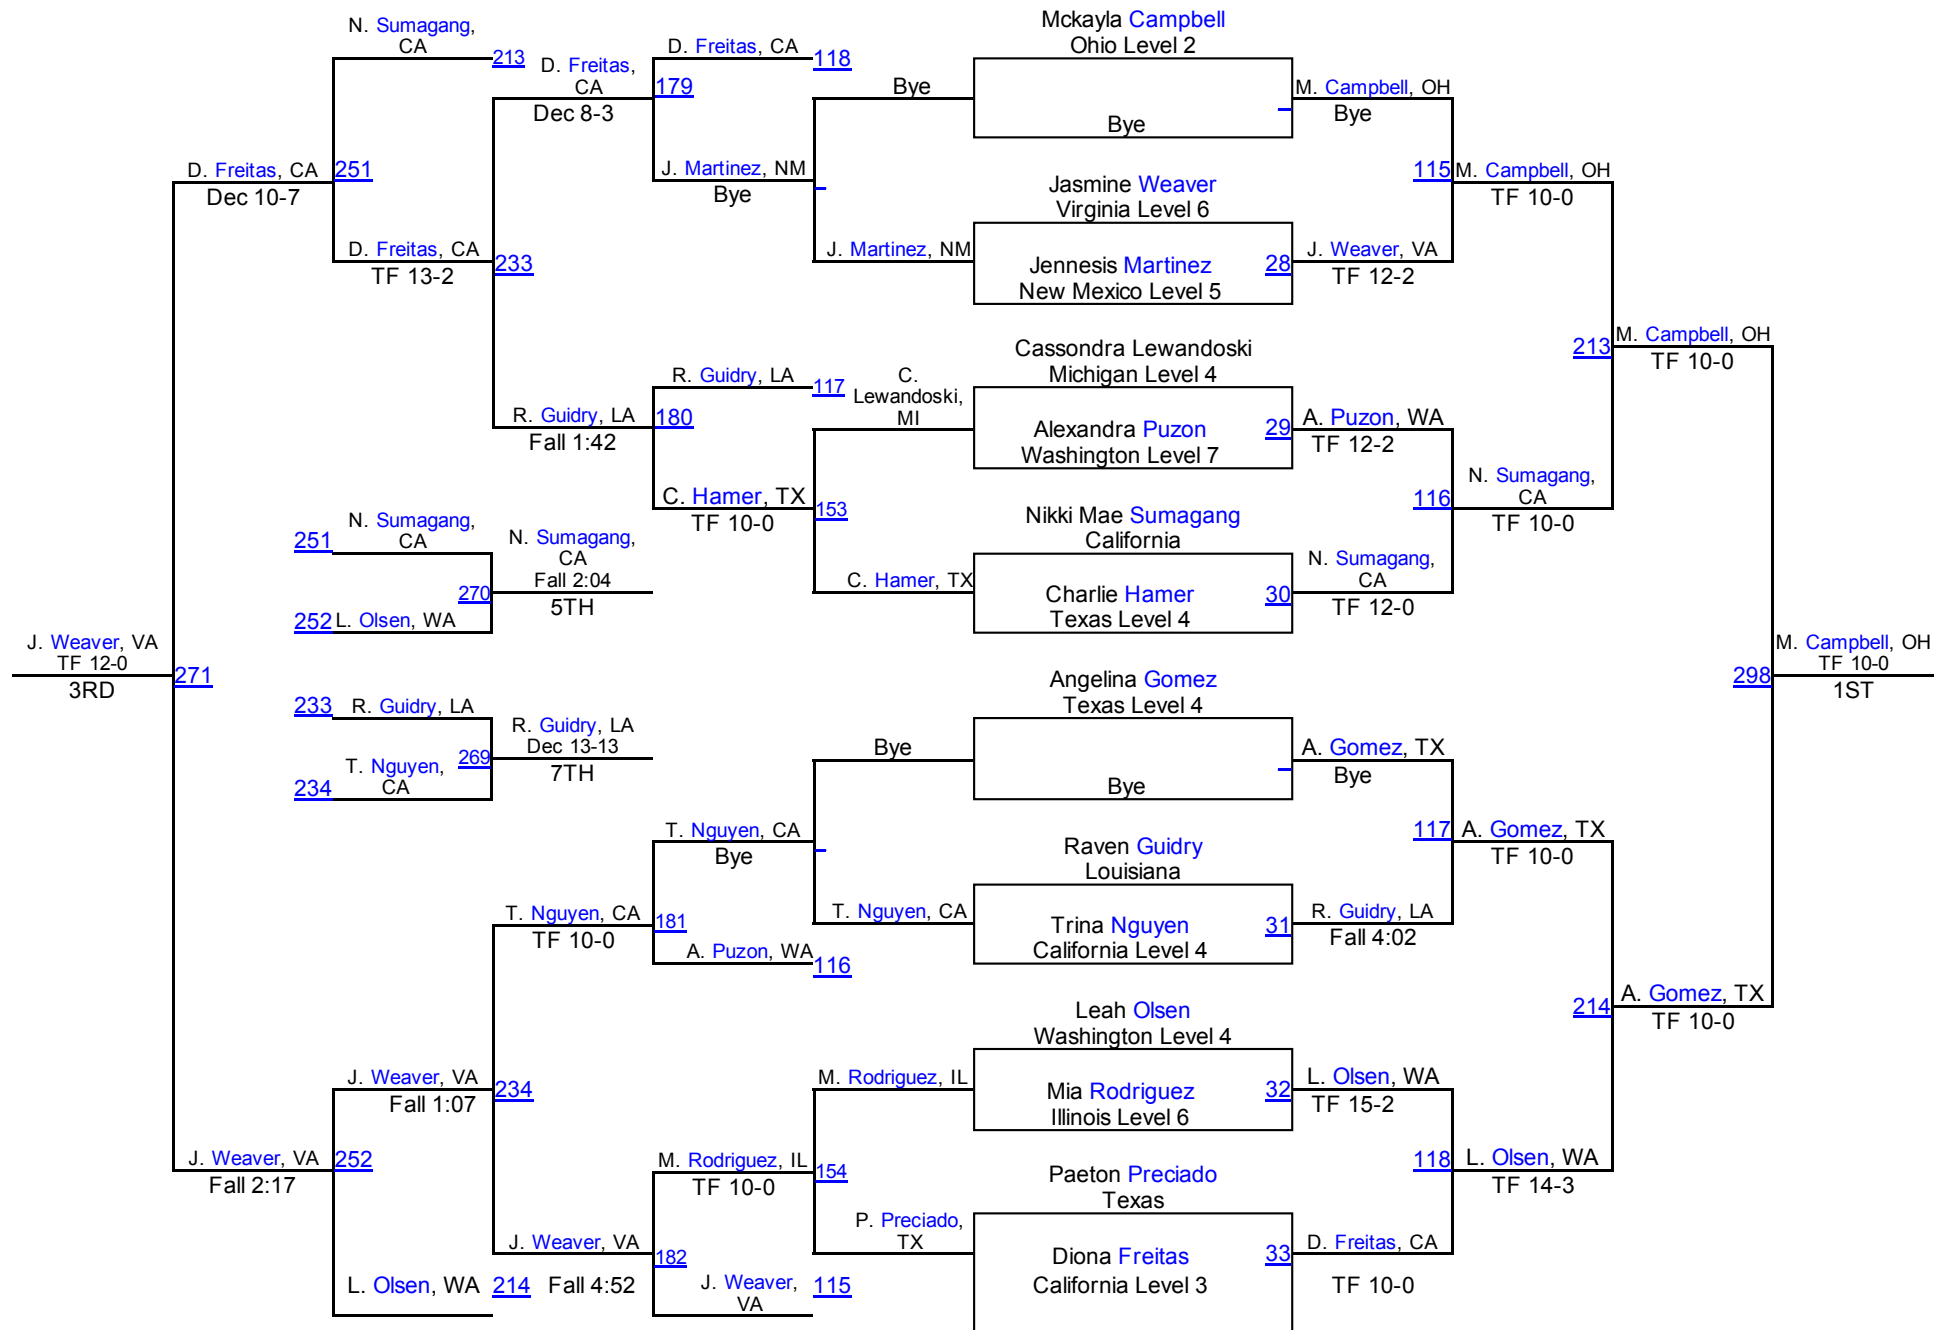 N. Sumagang,
CA
213
D. Freitas,
CA
Dec 8-3
D. Freitas, CA
118
179
Bye
Mckayla Campbell
Ohio Level 2
Bye
M. Campbell, OH
Bye
D. Freitas, CA
251
Dec 10-7
J. Martinez, NM
Bye
Jasmine Weaver
Virginia Level 6
115
M. Campbell, OH
TF 10-0
D. Freitas, CA
TF 13-2
233
J. Martinez, NM
Jennesis Martinez
New Mexico Level 5
28
J. Weaver, VA
TF 12-2
Cassondra Lewandoski
Michigan Level 4
213
M. Campbell, OH
TF 10-0
R. Guidry, LA
117
C.
Lewandoski,
MI
R. Guidry, LA
Fall 1:42
180
Alexandra Puzon
Washington Level 7
29
A. Puzon, WA
TF 12-2
C. Hamer, TX
TF 10-0
153
Nikki Mae Sumagang
California
116
N. Sumagang,
CA
TF 10-0
251
N. Sumagang,
CA
N. Sumagang,
CA
Fall 2:04
5TH
270
252
L. Olsen, WA
C. Hamer, TX
Charlie Hamer
Texas Level 4
30
N. Sumagang,
CA
TF 12-0
J. Weaver, VA
TF 12-0
3RD
271
Angelina Gomez
Texas Level 4
298
M. Campbell, OH
TF 10-0
1ST
233
R. Guidry, LA
R. Guidry, LA
Dec 13-13
7TH
269
234
T. Nguyen,
CA
Bye
Bye
A. Gomez, TX
Bye
T. Nguyen, CA
Bye
Raven Guidry
Louisiana
117
A. Gomez, TX
TF 10-0
T. Nguyen, CA
TF 10-0
181
T. Nguyen, CA
Trina Nguyen
California Level 4
31
R. Guidry, LA
Fall 4:02
A. Puzon, WA
116
Leah Olsen
Washington Level 4
214
A. Gomez, TX
TF 10-0
J. Weaver, VA
Fall 1:07
234
M. Rodriguez, IL
Mia Rodriguez
Illinois Level 6
32
L. Olsen, WA
TF 15-2
J. Weaver, VA
Fall 2:17
252
M. Rodriguez, IL
TF 10-0
154
Paeton Preciado
Texas
118
L. Olsen, WA
TF 14-3
J. Weaver, VA
Fall 4:52
182
P. Preciado,
TX
Diona Freitas
California Level 3
33
D. Freitas, CA
TF 10-0
L. Olsen, WA
214
J. Weaver,
VA
115